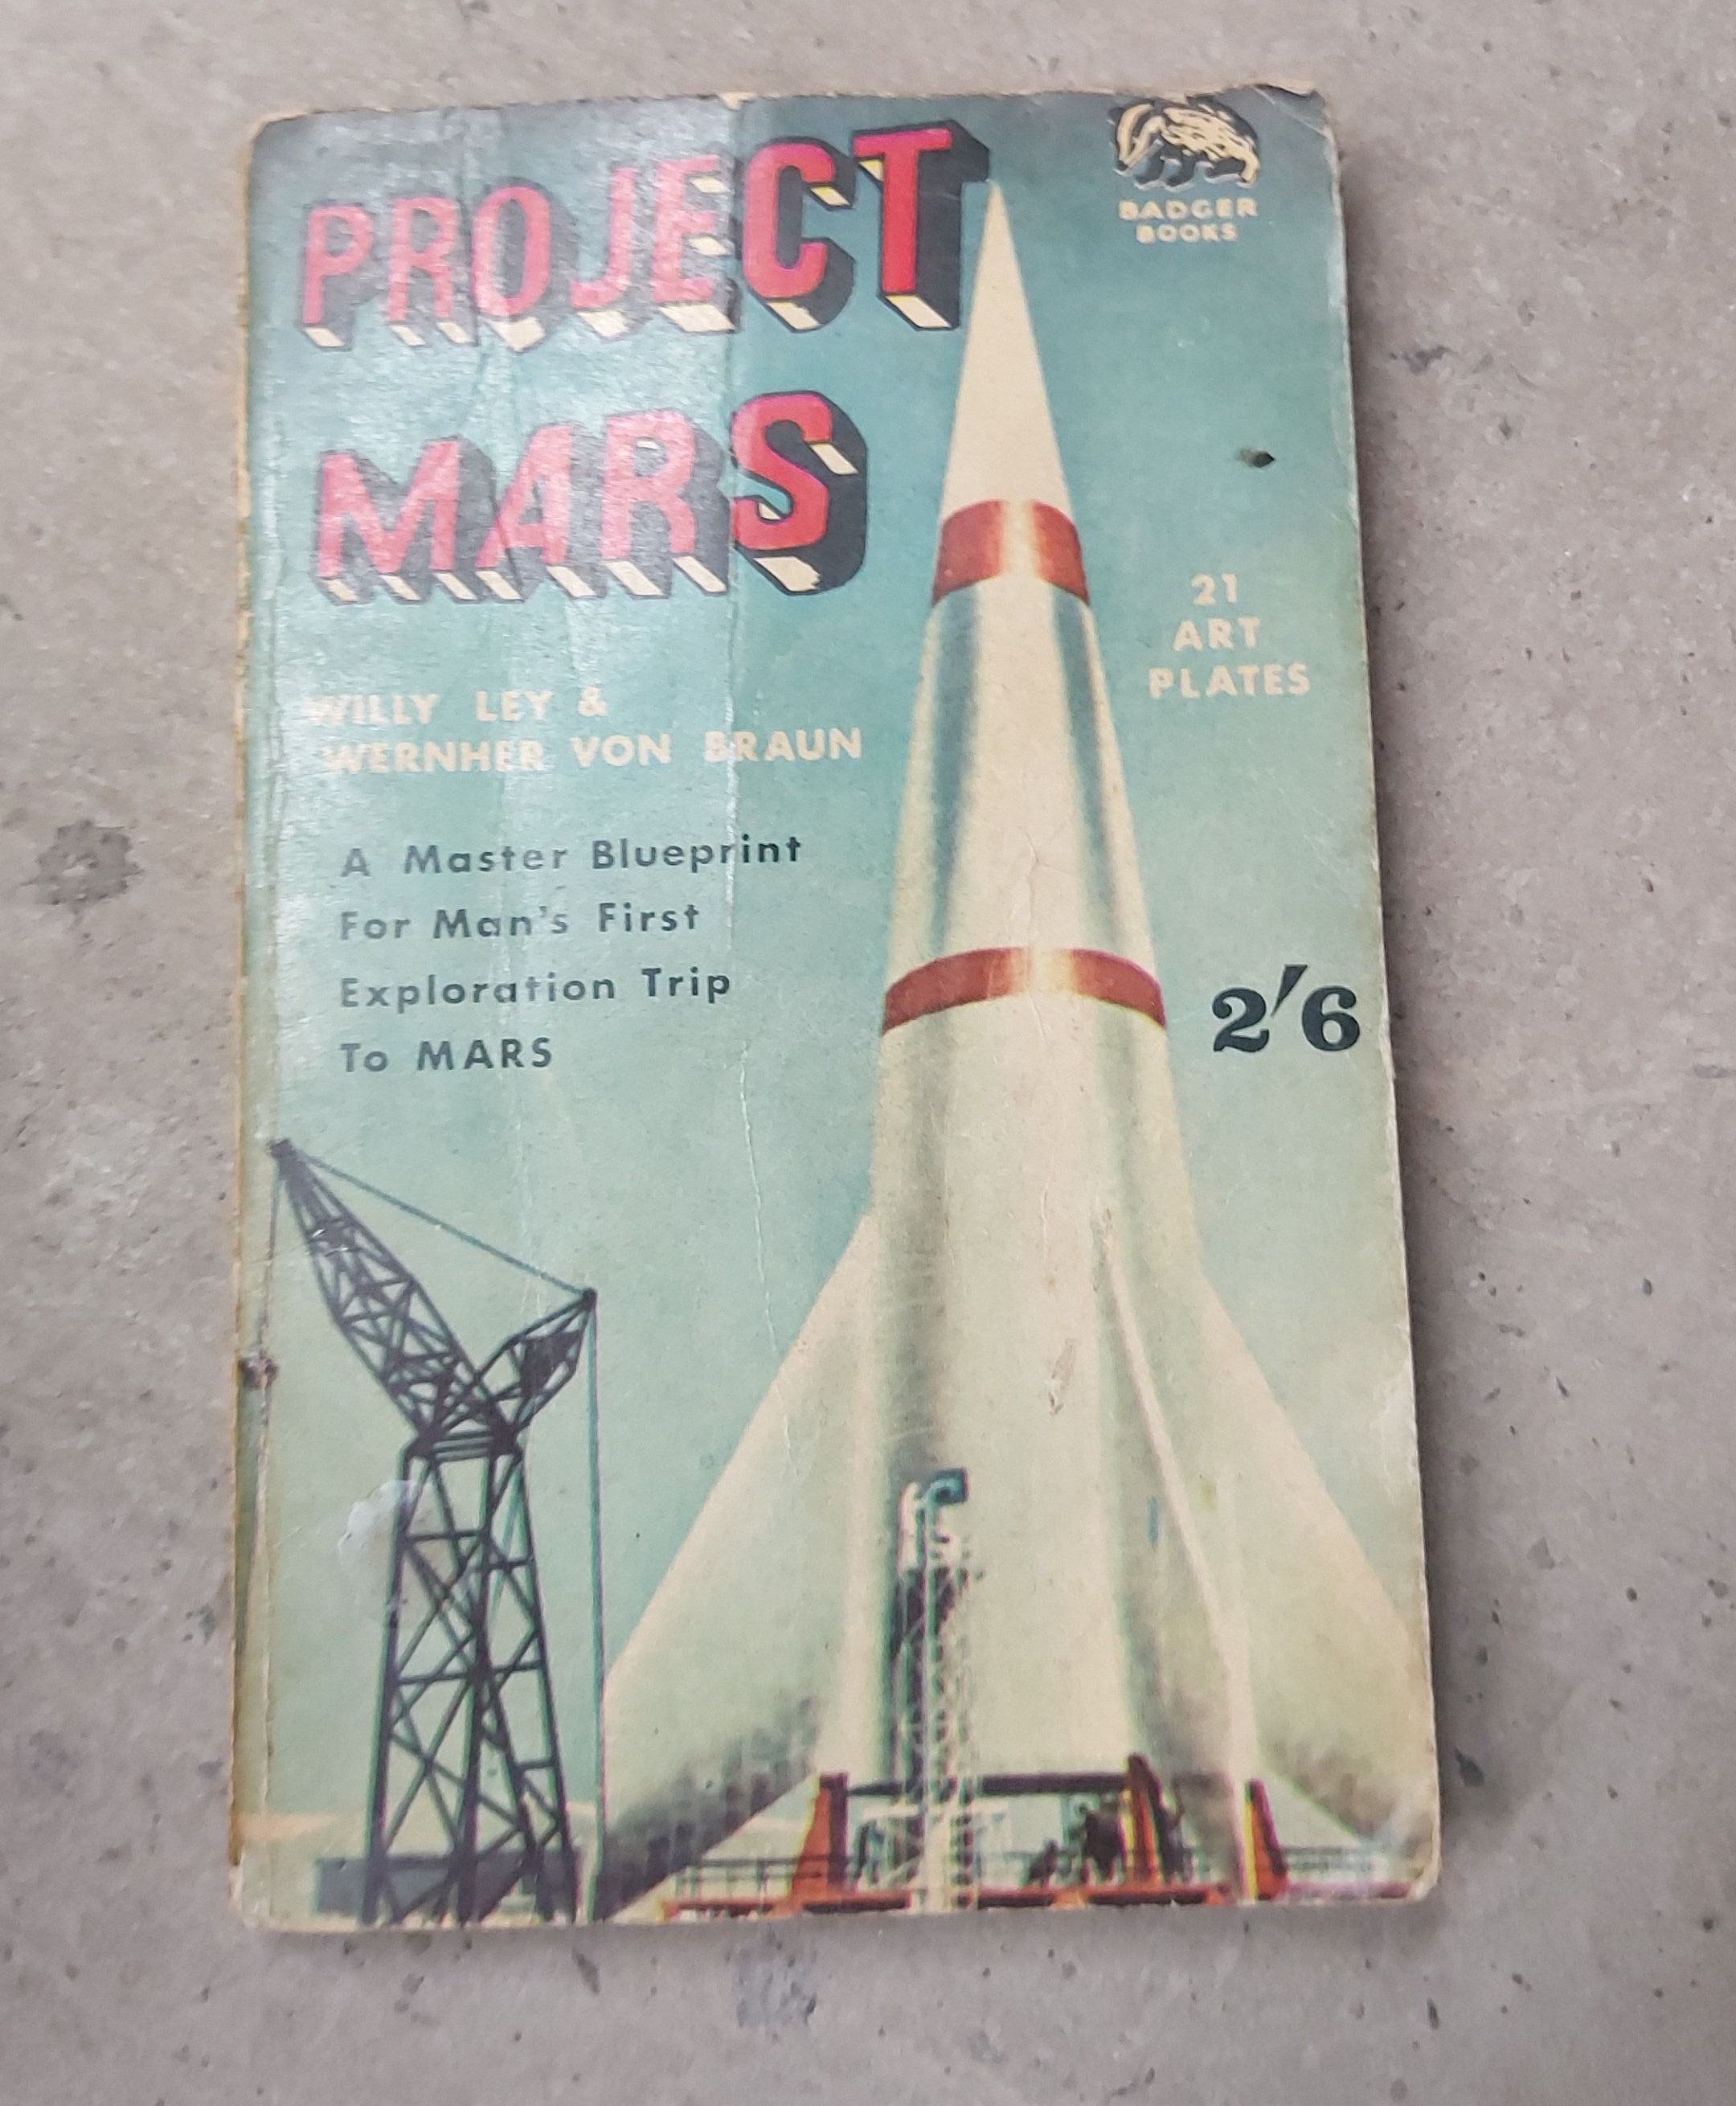 PROJECT
MARS
BADGER
BOOKS
21
ART
PLATES
WILLY LEY &
WERNHER VON BRAUN
A Master Blueprint
For Man's First
Exploration Trip
To MARS
2'6